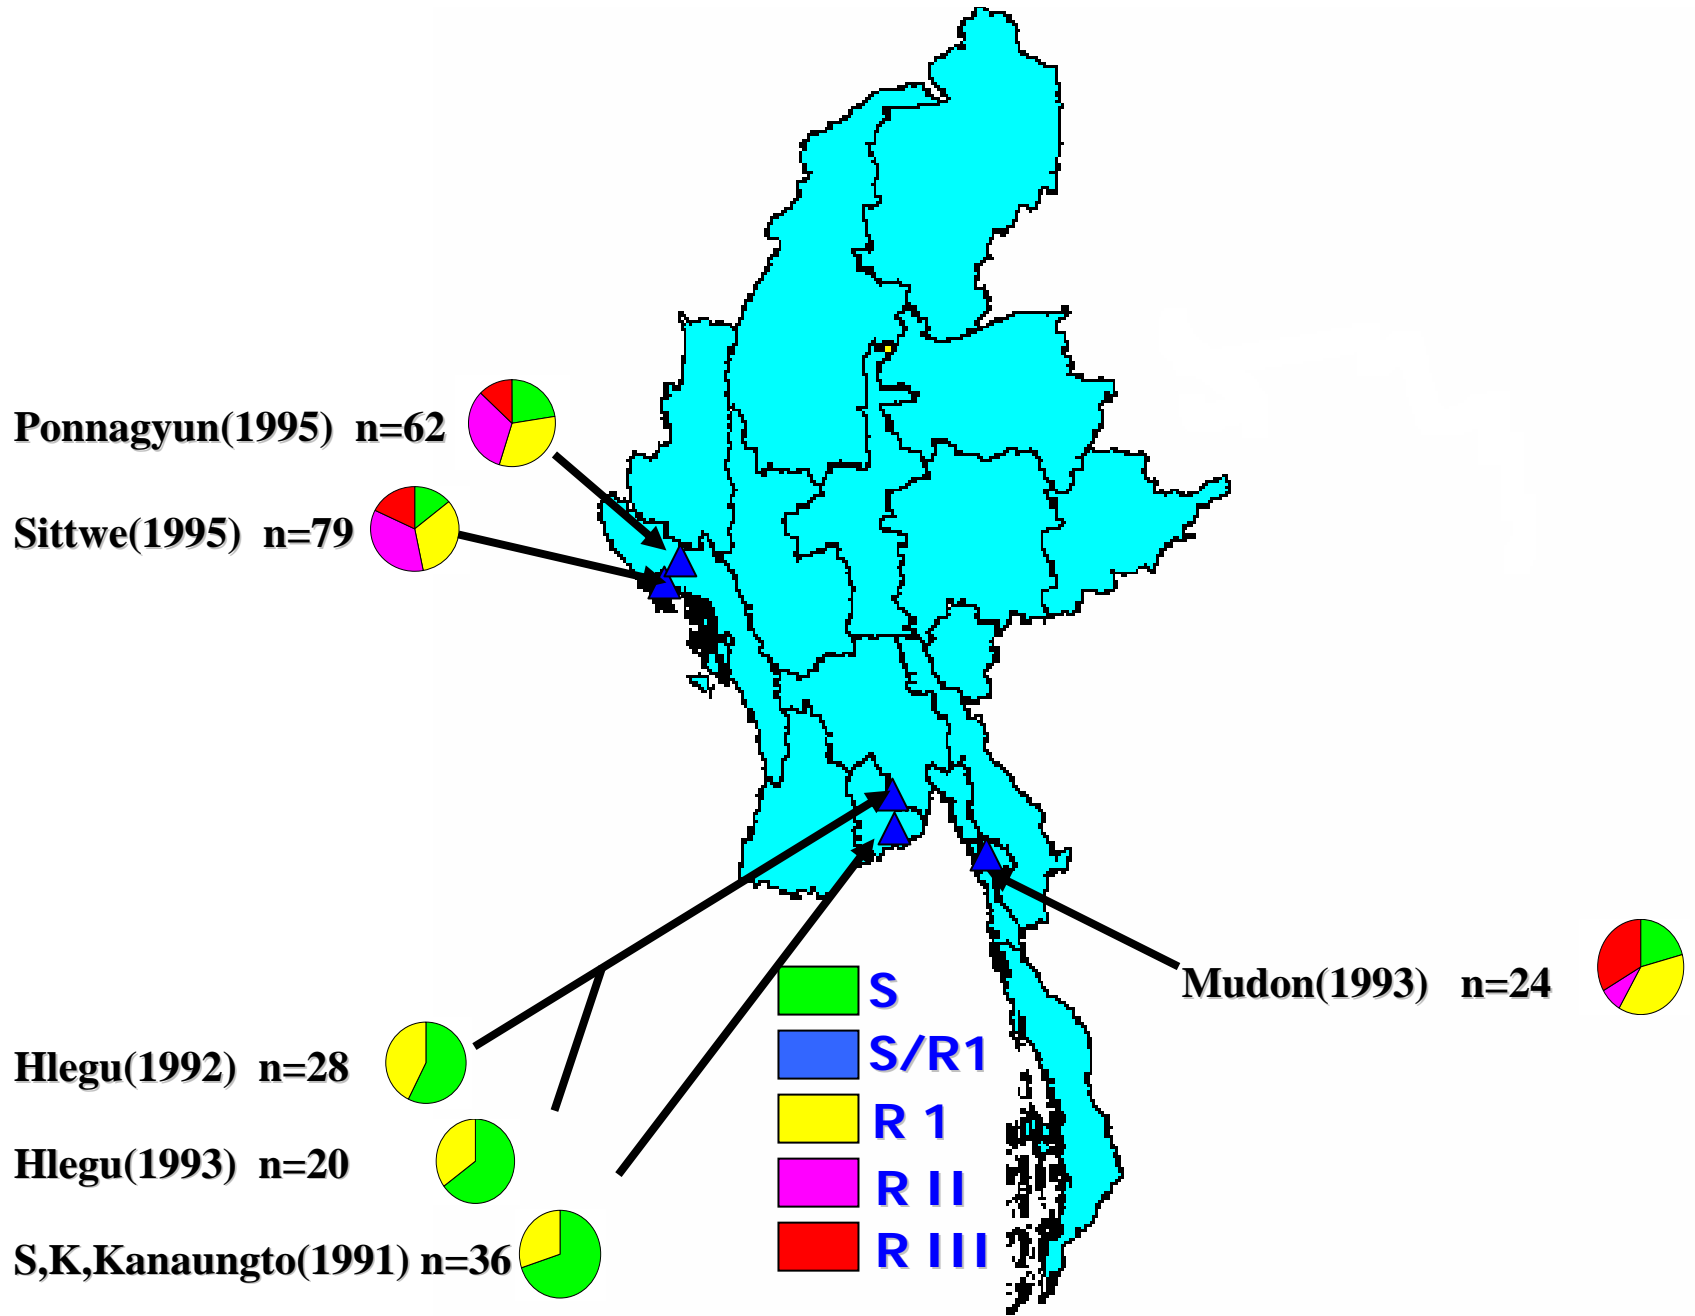 Ponnagyun(1995) n=62
Sittwe(1995) n=79
Mudon(1993) n=24
Hlegu(1992) n=28
Hlegu(1993) n=20
S,K,Kanaungto(1991) n=36
S
S/R1
R 1
R II
R III